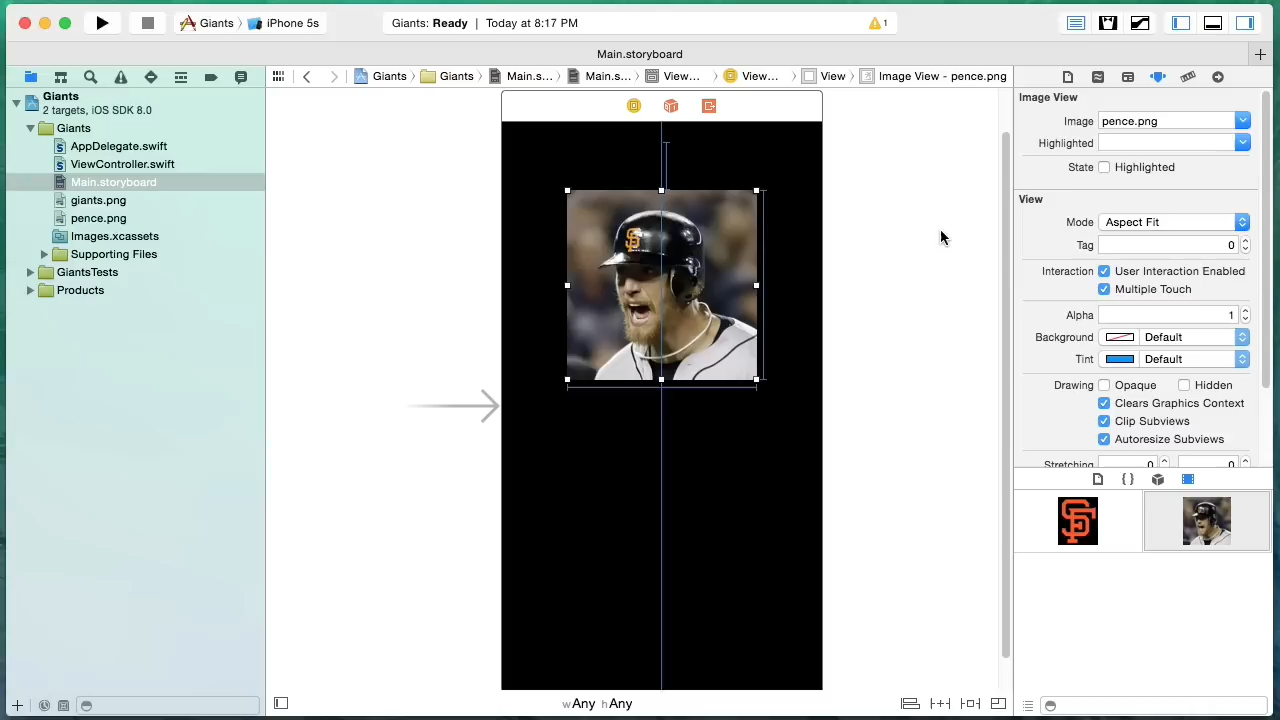 Giants
iPhone 5s
Giants: Ready | Today at 8:17 PM
1
Main.storyboard
Giants
Giants
Main.s...
Main.s...
View...
View...
View
Image View - pence.png
Giants
2 targets, iOS SDK 8.0
Giants
AppDelegate.swift
ViewController.swift
Main.storyboard
giants.png
pence.png
Images.xcassets
Supporting Files
GiantsTests
Products
SF
wAny hAny
Image View
Image pence.png
Highlighted
State Highlighted
View
Mode Aspect Fit
Tag 0
Interaction User Interaction Enabled
Multiple Touch
Alpha 1
Background Default
Tint Default
Drawing Opaque Hidden
Clears Graphics Context
Clip Subviews
Autoresize Subviews
Stretching 0 0
{ }
SF